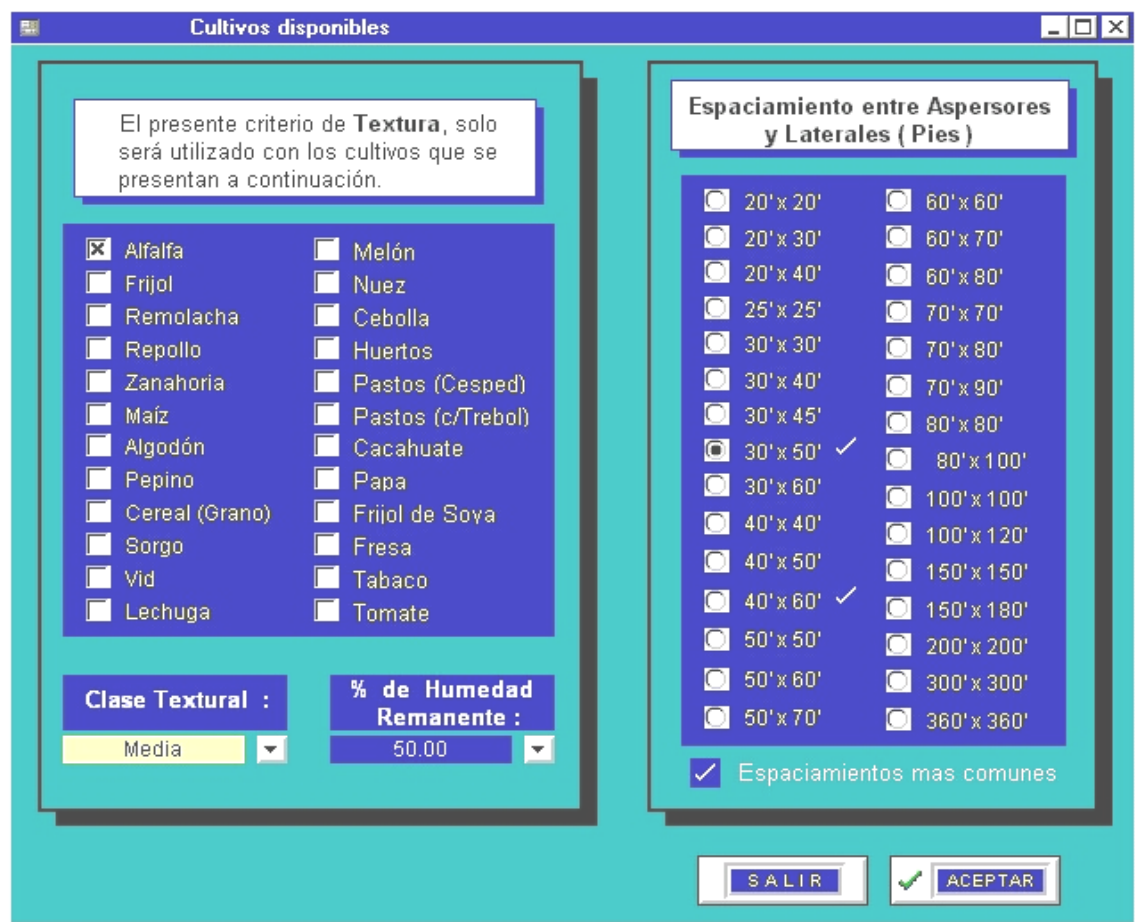 Cultivos disponibles
El presente criterio de Textura, solo
será utilizado con los cultivos que se
presentan a continuación.
Alfalfa
Frijol
Remolacha
Repollo
Zanahoria
Maíz
Algodón
Pepino
Cereal (Grano)
Sorgo
Vid
Lechuga
Melón
Nuez
Cebolla
Huertos
Pastos (Cesped)
Pastos (c/Trebol)
Cacahuate
Papa
Frijol de Soya
Fresa
Tabaco
Tomate
Clase Textural :
Media
% de Humedad
Remanente :
50.00
Espaciamiento entre Aspersores
y Laterales ( Pies )
20' x 20'
20' x 30'
20' x 40'
25' x 25'
30' x 30'
30' x 40'
30' x 45'
30' x 50'
30' x 60'
40' x 40'
40' x 50'
40' x 60'
50' x 50'
50' x 60'
50' x 70'
60' x 60'
60' x 70'
60' x 80'
70' x 70'
70' x 80'
70' x 90'
80' x 80'
80' x 100'
100' x 100'
100' x 120'
150' x 150'
150' x 180'
200' x 200'
300' x 300'
360' x 360'
Espaciamientos mas comunes
SALIR
ACEPTAR